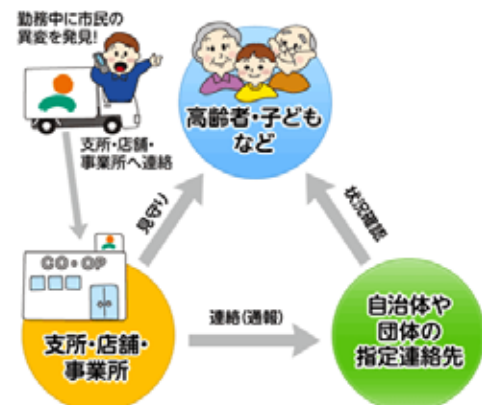 勤務中に市民の
異変を発見!
支所・店舗・
事業所へ連絡
高齢者・子ども
など
見守り
状況確認
CO・OP
支所・店舗・
事業所
連絡(通報)
自治体や
団体の
指定連絡先